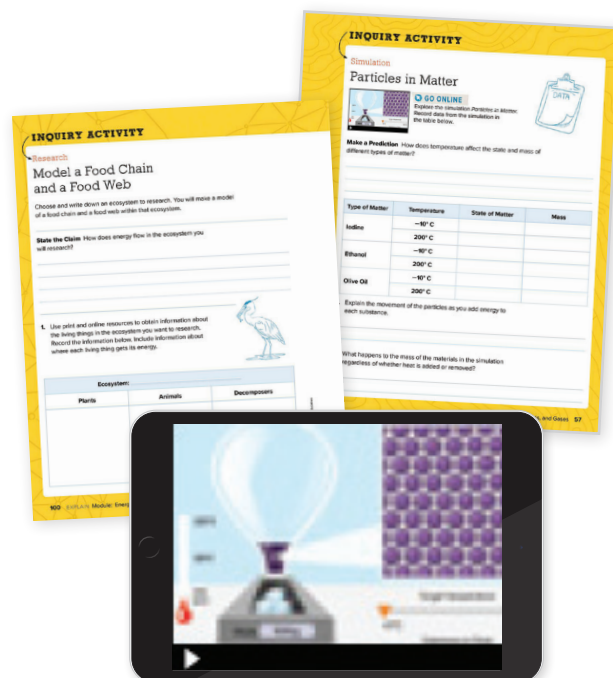 INQUIRY ACTIVITY
Research
Model a Food Chain
and a Food Web
Choose and write down an ecosystem to research. You will make a model
of a food chain and a food web within that ecosystem.
State the Claim How does energy flow in the ecosystem you
will research?
1. Use print and online resources to obtain information about
the living things in the ecosystem you want to research.
Record the information below. Include information about
where each living thing gets its energy.
Ecosystem:
Plants Animals Decomposers
EXPLAIN Module: Energ
INQUIRY ACTIVITY
Simulation
Particles in Matter
GO ONLINE
Explore the simulation Particles in Matter.
Record data from the simulation in
the table below.
DATA
Make a Prediction How does temperature affect the state and mass of
different types of matter?
Type of Matter Temperature State of Matter Mass
Iodine
−10° C
200° C
Ethanol
−10° C
200° C
Olive Oil
−10° C
200° C
Explain the movement of the particles as you add energy to
each substance.
What happens to the mass of the materials in the simulation
regardless of whether heat is added or removed?
and Gases 57